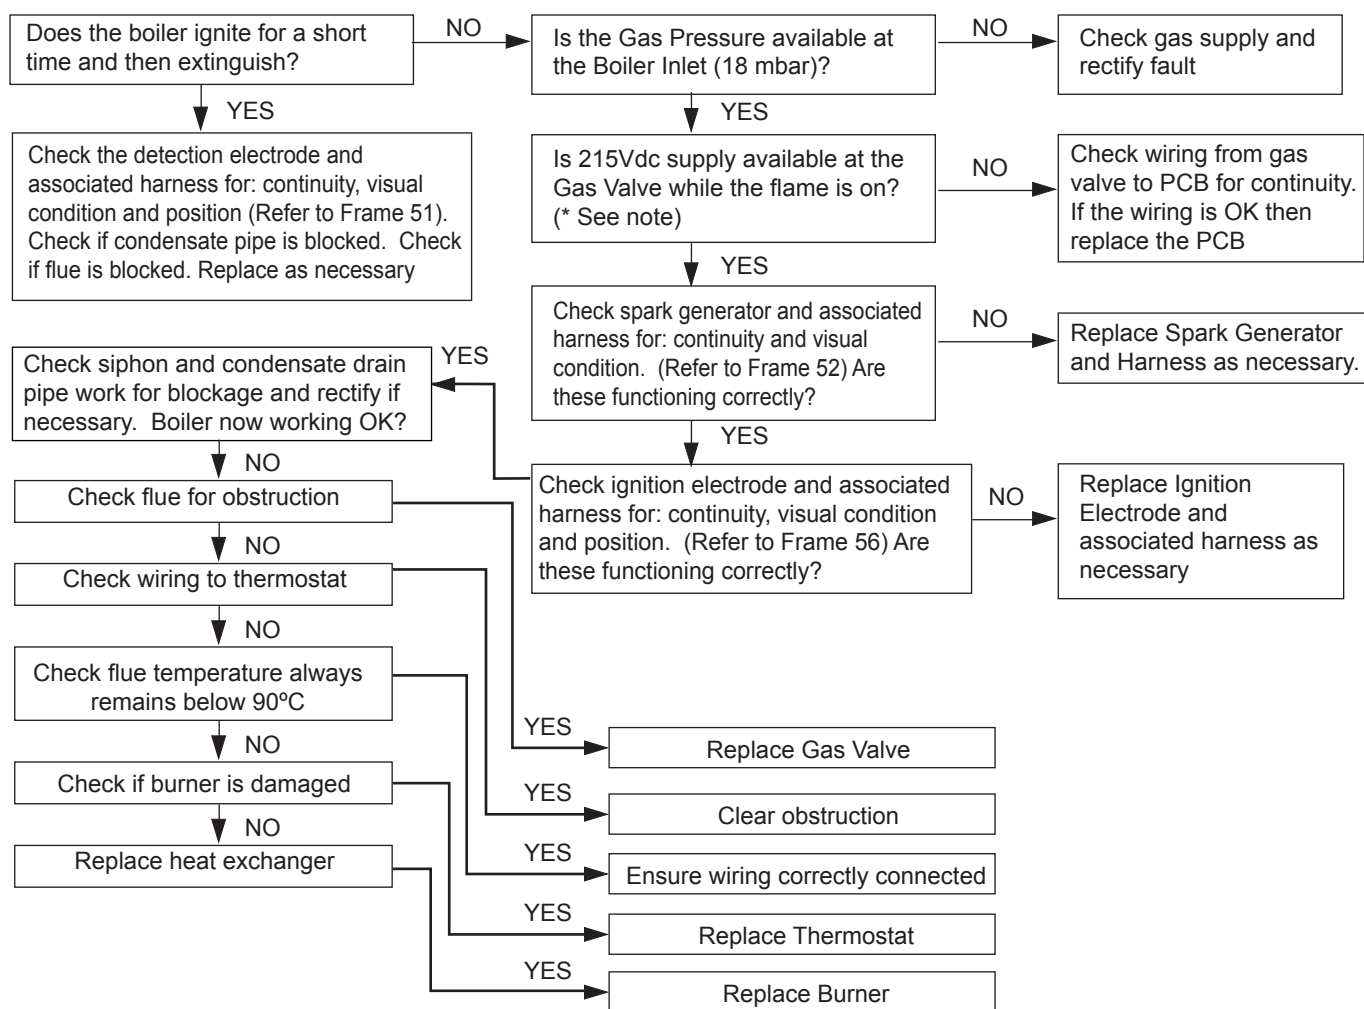 Does the boiler ignite for a short
time and then extinguish?
NO
Is the Gas Pressure available at
the Boiler Inlet (18 mbar)?
NO
Check gas supply and
rectify fault
YES
YES
Check the detection electrode and
associated harness for: continuity, visual
condition and position (Refer to Frame 51).
Check if condensate pipe is blocked. Check
if flue is blocked. Replace as necessary
Is 215Vdc supply available at the
Gas Valve while the flame is on?
(* See note)
NO
Check wiring from gas
valve to PCB for continuity.
If the wiring is OK then
replace the PCB
YES
Check spark generator and associated
harness for: continuity and visual
condition. (Refer to Frame 52) Are
these functioning correctly?
NO
Replace Spark Generator
and Harness as necessary.
YES
Check ignition electrode and associated
harness for: continuity, visual condition
and position. (Refer to Frame 56) Are
these functioning correctly?
NO
Replace Ignition
Electrode and
associated harness as
necessary
YES
Check siphon and condensate drain
pipe work for blockage and rectify if
necessary. Boiler now working OK?
NO
Check flue for obstruction
NO
Check wiring to thermostat
NO
Check flue temperature always
remains below 90ºC
NO
Check if burner is damaged
NO
Replace heat exchanger
YES
Replace Gas Valve
YES
Clear obstruction
YES
Ensure wiring correctly connected
YES
Replace Thermostat
YES
Replace Burner